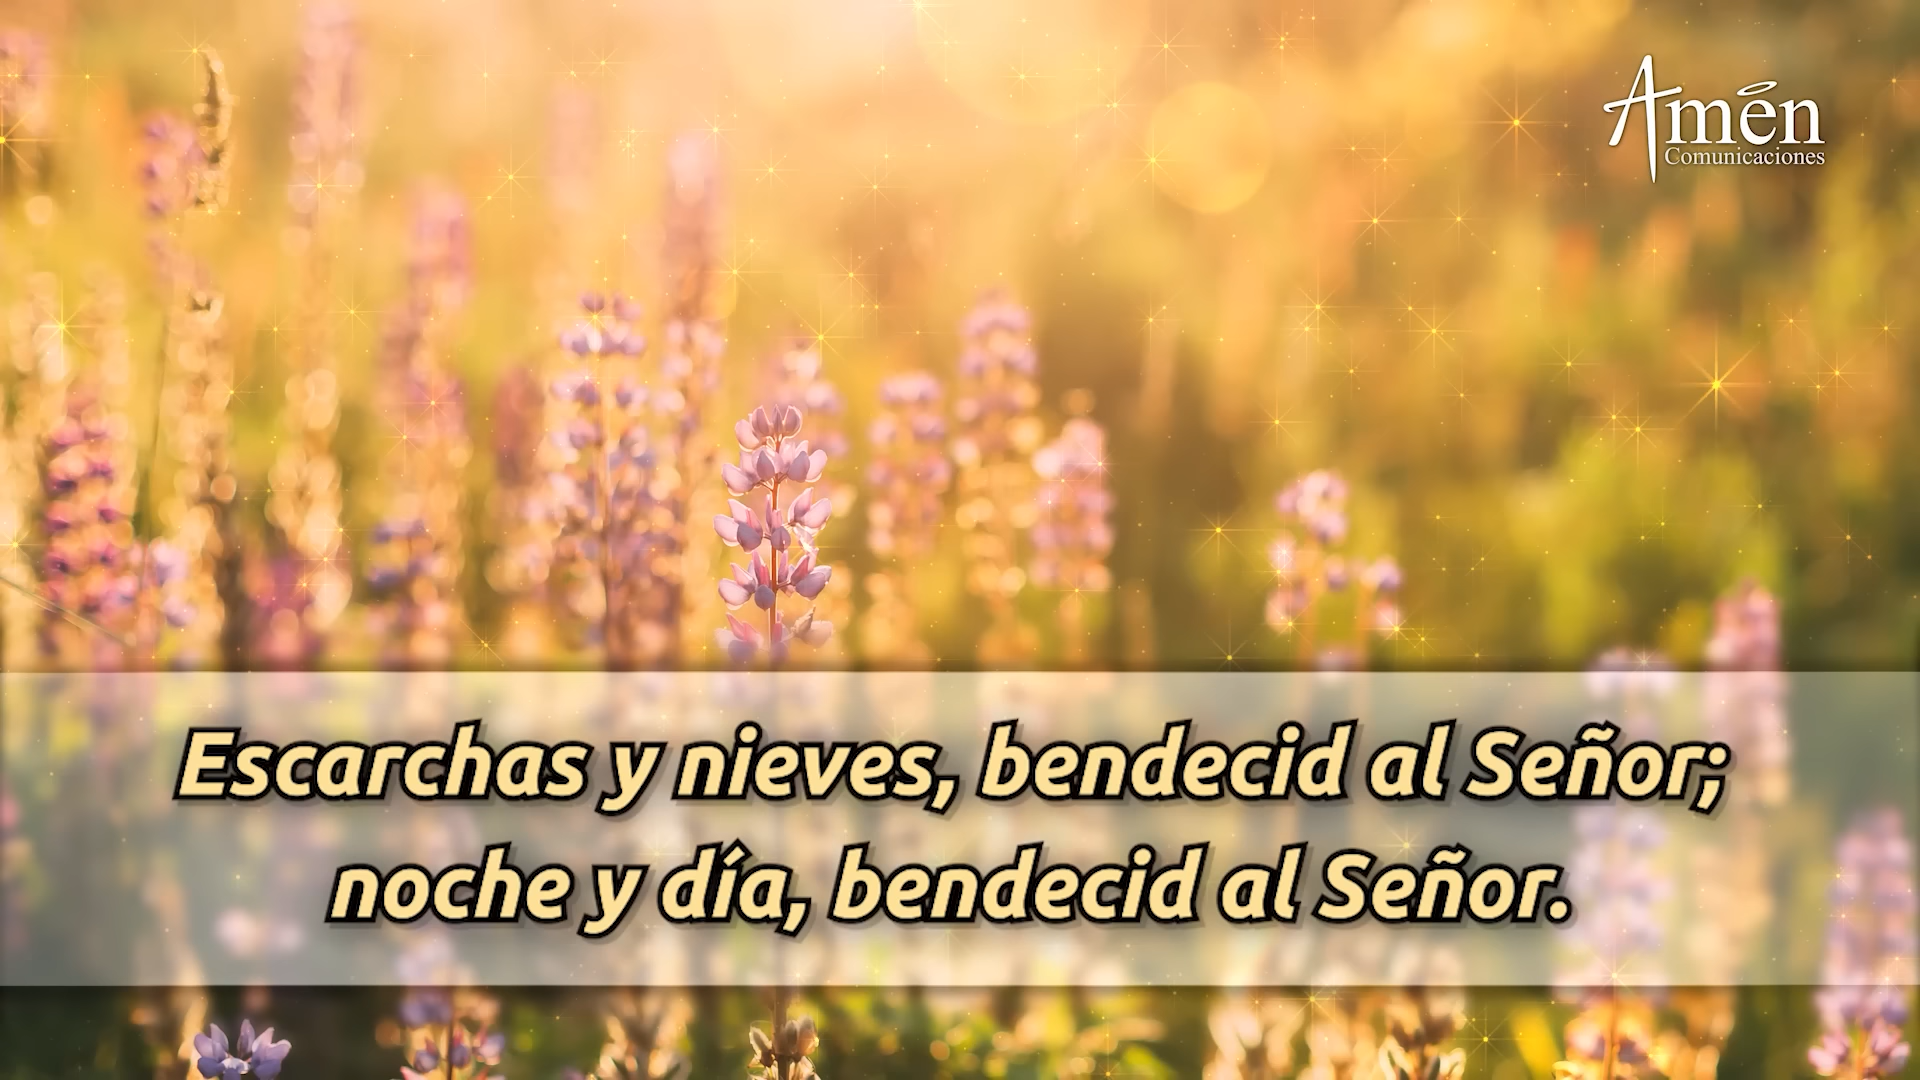 Amén
Comunicaciones
Escarchas y nieves, bendecid al Señor;
noche y día, bendecid al Señor.